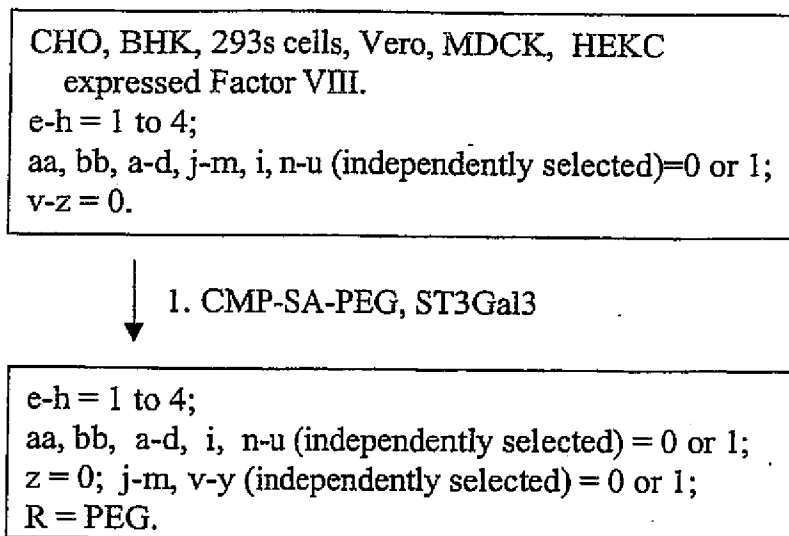 CHO, BHK, 293s cells, Vero, MDCK, HEKC
expressed Factor VIII.
e-h = 1 to 4;
aa, bb, a-d, j-m, i, n-u (independently selected)=0 or 1;
v-z = 0.
1. CMP-SA-PEG, ST3Gal3
e-h = 1 to 4;
aa, bb, a-d, i, n-u (independently selected) = 0 or 1;
z = 0; j-m, v-y (independently selected) = 0 or 1;
R = PEG.